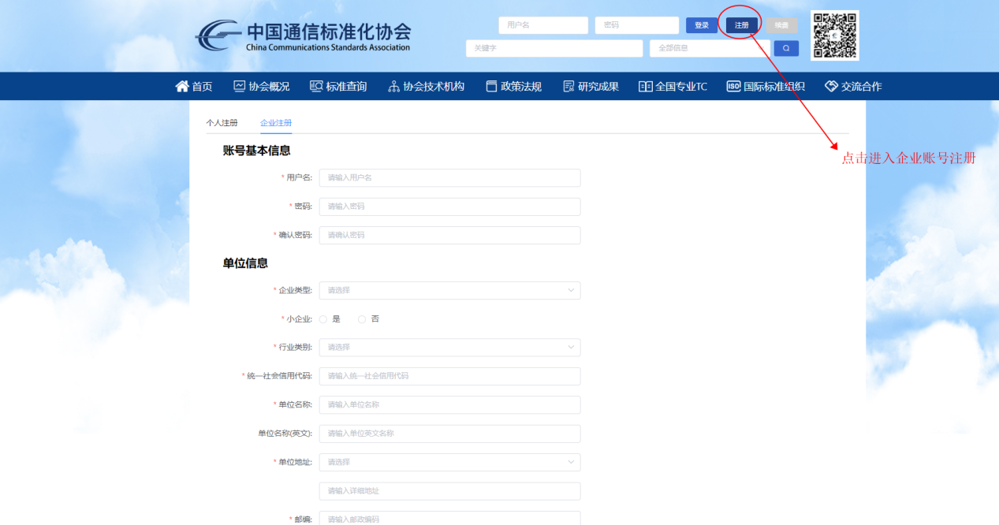 中国通信标准化协会
China Communications Standards Association
用户名 密码 登录 注册 续费
关键字 全部信息
首页 协会概况 标准查询 协会技术机构 政策法规 研究成果 全国专业TC ISO 国际标准组织 交流合作
个人注册 企业注册
账号基本信息
点击进入企业账号注册
* 用户名: 请输入用户名
* 密码: 请输入密码
* 确认密码: 请确认密码
单位信息
* 企业类型: 请选择
* 小企业: 是 否
* 行业类别: 请选择
* 统一社会信用代码: 请输入统一社会信用代码
* 单位名称: 请输入单位名称
单位名称(英文): 请输入单位英文名称
* 单位地址: 请选择
请输入详细地址
* 邮编: 请输入邮政编码